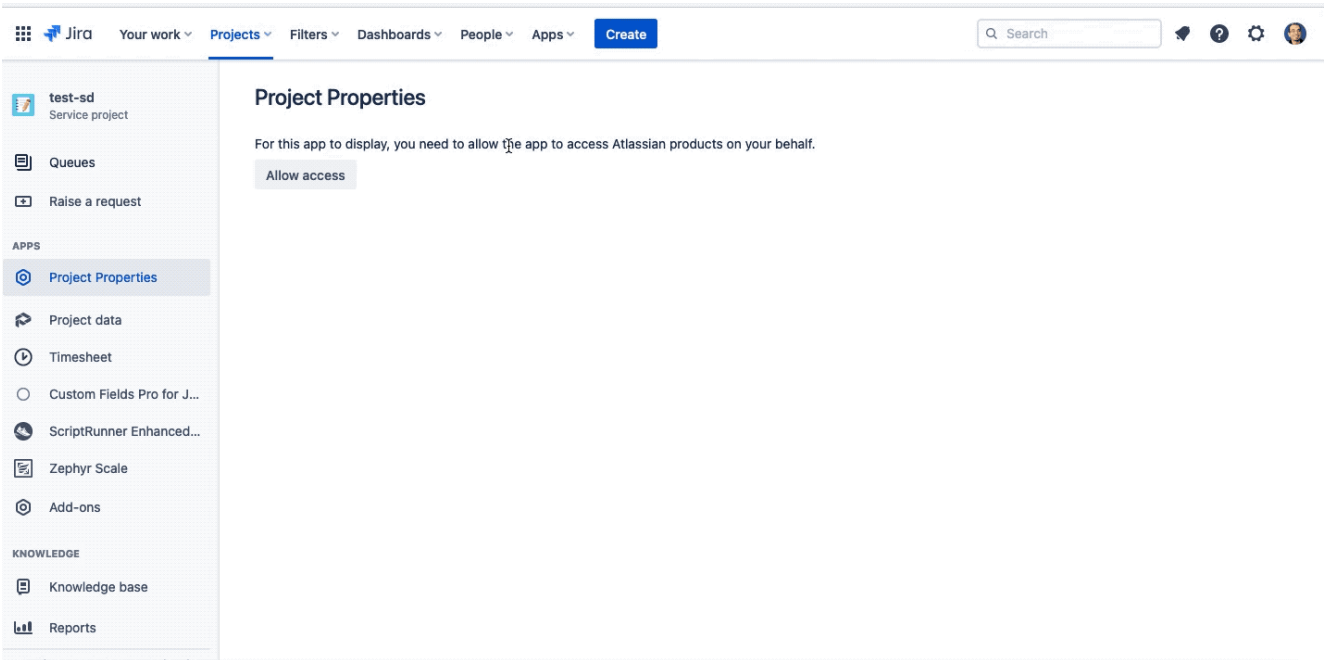 Jira
Your work
Projects
Filters
Dashboards
People
Apps
Create
Search
test-sd
Service project
Queues
Raise a request
APPS
Project Properties
Project data
Timesheet
Custom Fields Pro for J...
ScriptRunner Enhanced...
Zephyr Scale
Add-ons
KNOWLEDGE
Knowledge base
Reports
Project Properties
For this app to display, you need to allow the app to access Atlassian products on your behalf.
Allow access